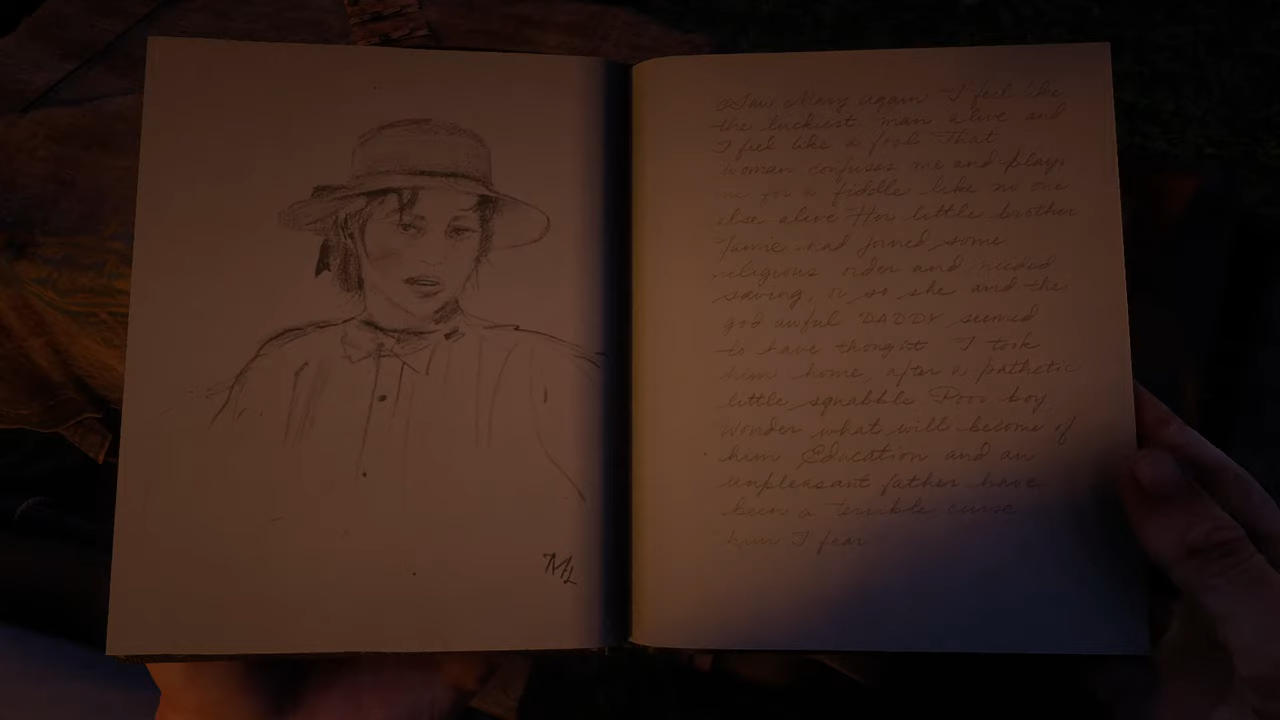 ML
Saw Mary again I feel like
the luckiest man alive and
I feel like a fool That
woman confuses me and plays
me for a fiddle like no one
else alive Her little brother
Jamie had joined some
religious order and needed
saving, or so she and the
god awful DADDY seemed
to have thought I took
him home, after a pathetic
little squabble Poor boy
Wonder what will become of
him Education and an
unpleasant father have
been a terrible curse
him I fear